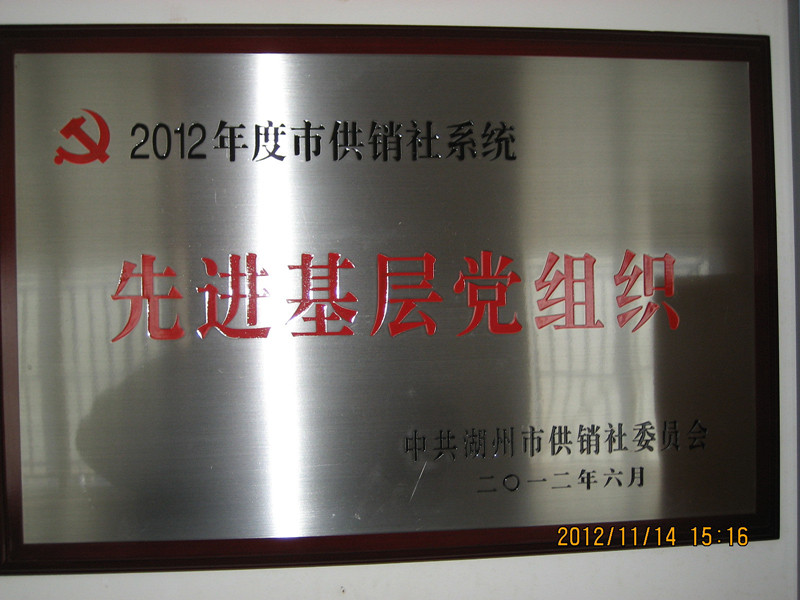 2012年度市供销社系统
先进基层党组织
中共湖州市供销社委员会
二〇一二年六月
2012/11/14 15:16